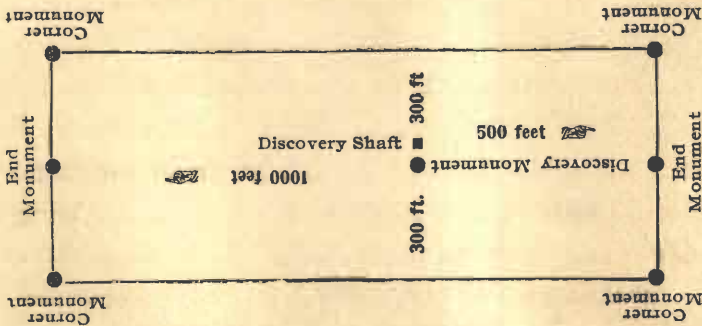 Corner
Monument
Corner
Monument
End
Monument
Discovery Shaft
300 ft
500 feet
Discovery Monument
1000 feet
300 ft.
End
Monument
Corner
Monument
Corner
Monument